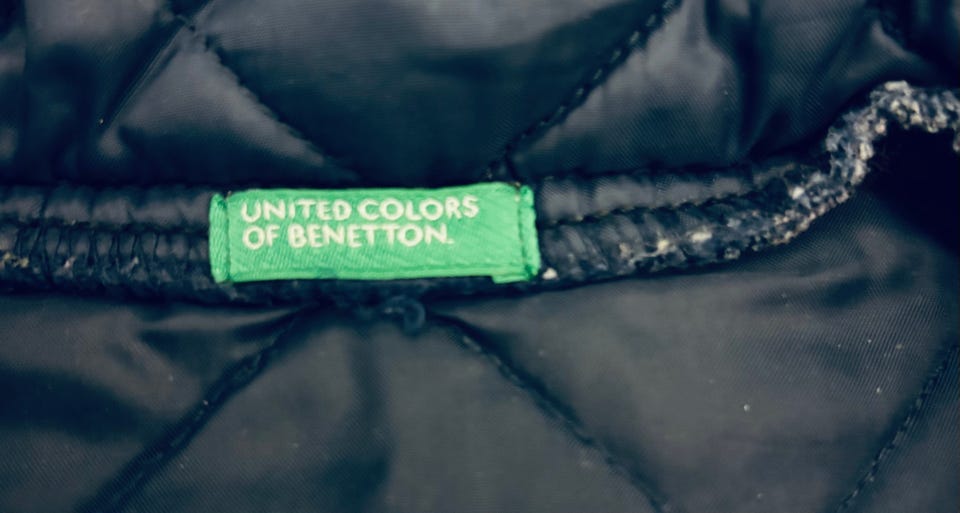 UNITED COLORS
OF BENETTON.